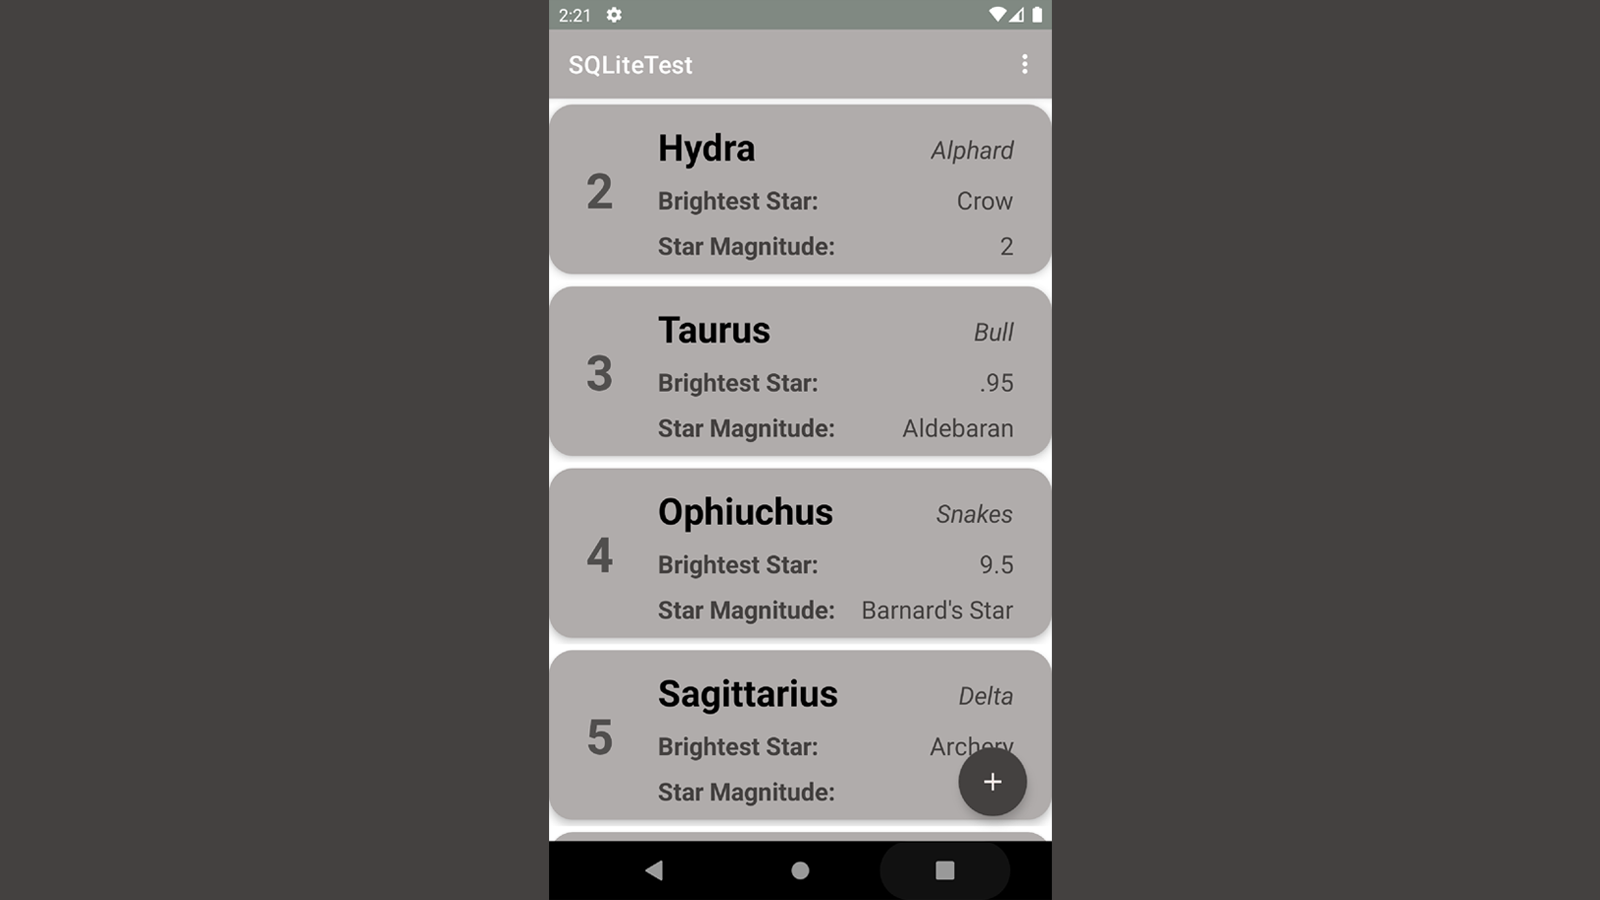 2:21
SQLiteTest
Hydra Alphard
2 Brightest Star: Crow
Star Magnitude: 2
Taurus Bull
3 Brightest Star: .95
Star Magnitude: Aldebaran
Ophiuchus Snakes
4 Brightest Star: 9.5
Star Magnitude: Barnard's Star
Sagittarius Delta
5 Brightest Star: Archery
Star Magnitude: